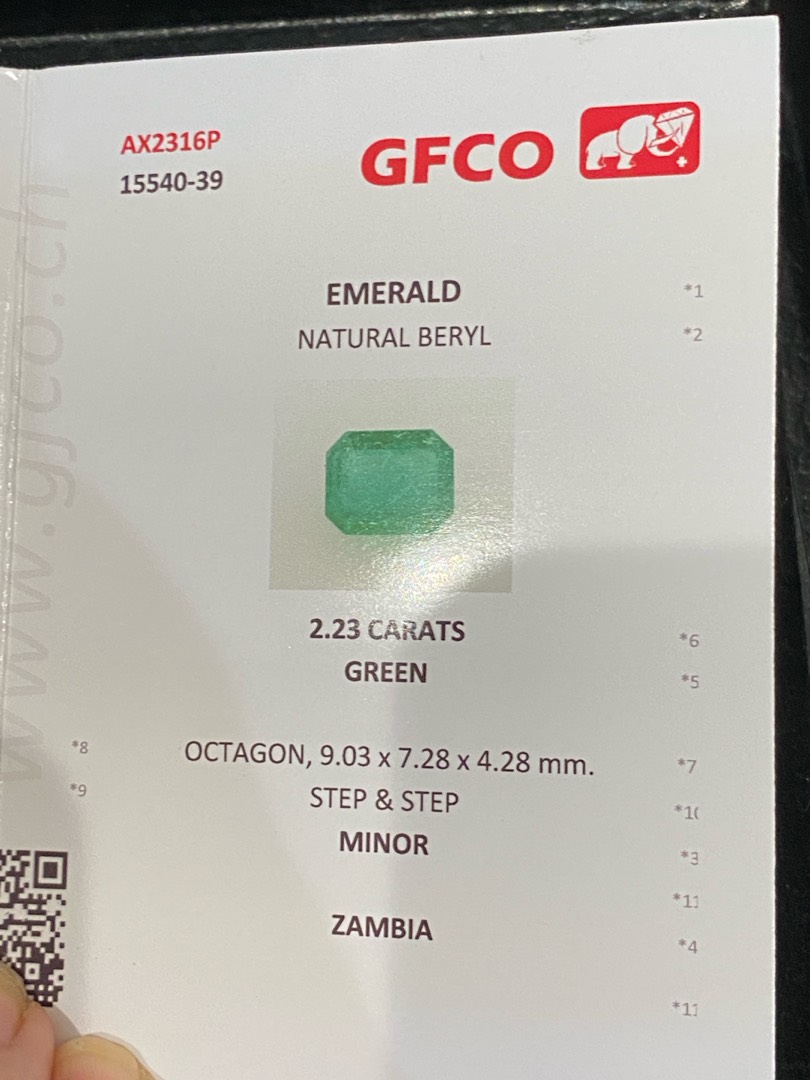 AX2316P
15540-39
GFCO
EMERALD *1
NATURAL BERYL *2
2.23 CARATS *6
GREEN *5
*8 OCTAGON, 9.03 x 7.28 x 4.28 mm. *7
*9 STEP & STEP *10
MINOR *3
*11
ZAMBIA *4
*11
www.gfco.ch